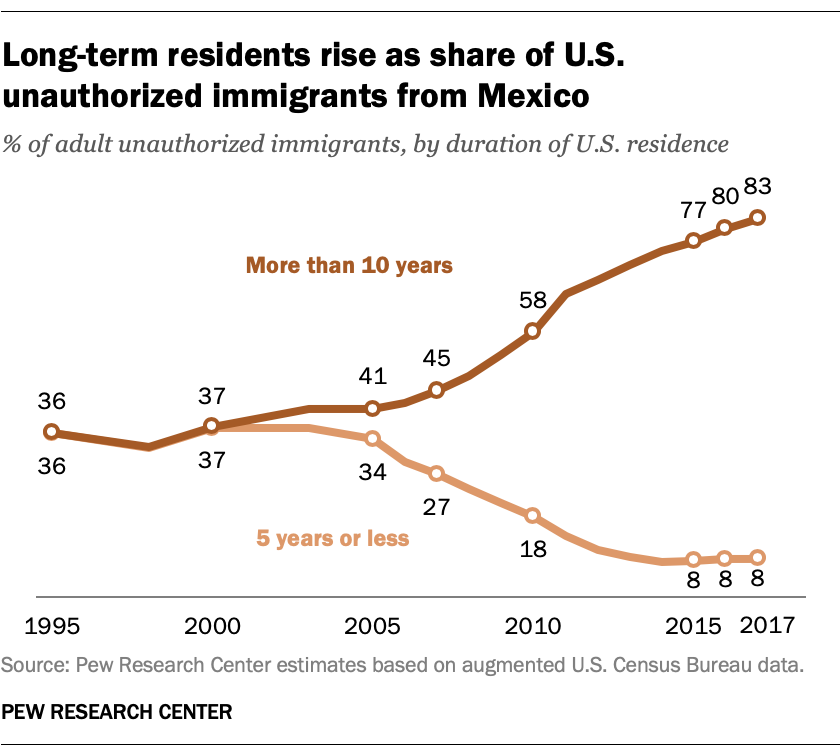 Long-term residents rise as share of U.S.
unauthorized immigrants from Mexico
% of adult unauthorized immigrants, by duration of U.S. residence
77 80 83
More than 10 years
58
45
41
37
36
36
37
34
27
18
5 years or less
8 8 8
1995 2000 2005 2010 2015 2017
Source: Pew Research Center estimates based on augmented U.S. Census Bureau data.
PEW RESEARCH CENTER